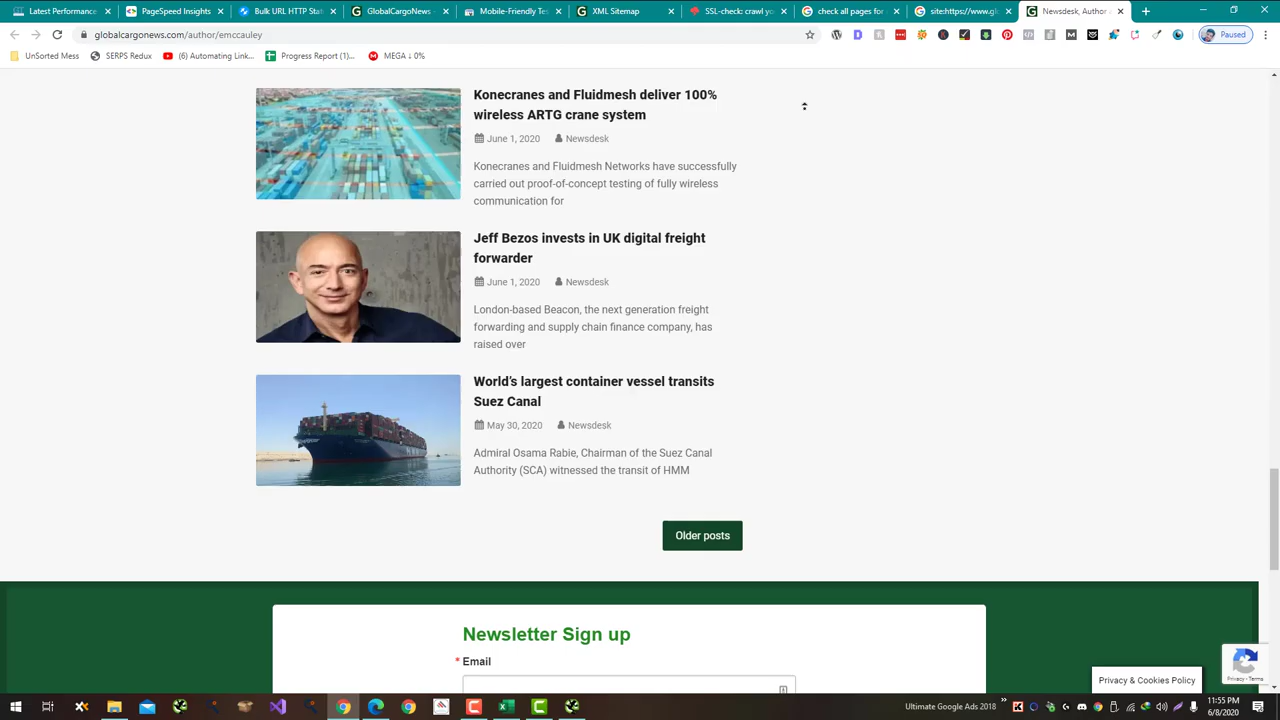 Latest Performance
PageSpeed Insights
Bulk URL HTTP Stat
GlobalCargoNews
Mobile-Friendly Tes
XML Sitemap
SSL-check: crawl you
check all pages for
site:https://www.glo
Newsdesk, Author
globalcargonews.com/author/emccauley
Paused
UnSorted Mess
SERPS Redux
(6) Automating Link...
Progress Report (1)...
MEGA ↓ 0%
Konecranes and Fluidmesh deliver 100%
wireless ARTG crane system
June 1, 2020 Newsdesk
Konecranes and Fluidmesh Networks have successfully
carried out proof-of-concept testing of fully wireless
communication for
Jeff Bezos invests in UK digital freight
forwarder
June 1, 2020 Newsdesk
London-based Beacon, the next generation freight
forwarding and supply chain finance company, has
raised over
World's largest container vessel transits
Suez Canal
May 30, 2020 Newsdesk
Admiral Osama Rabie, Chairman of the Suez Canal
Authority (SCA) witnessed the transit of HMM
Older posts
Newsletter Sign up
* Email
Privacy - Terms
Privacy & Cookies Policy
Ultimate Google Ads 2018
11:55 PM
6/8/2020